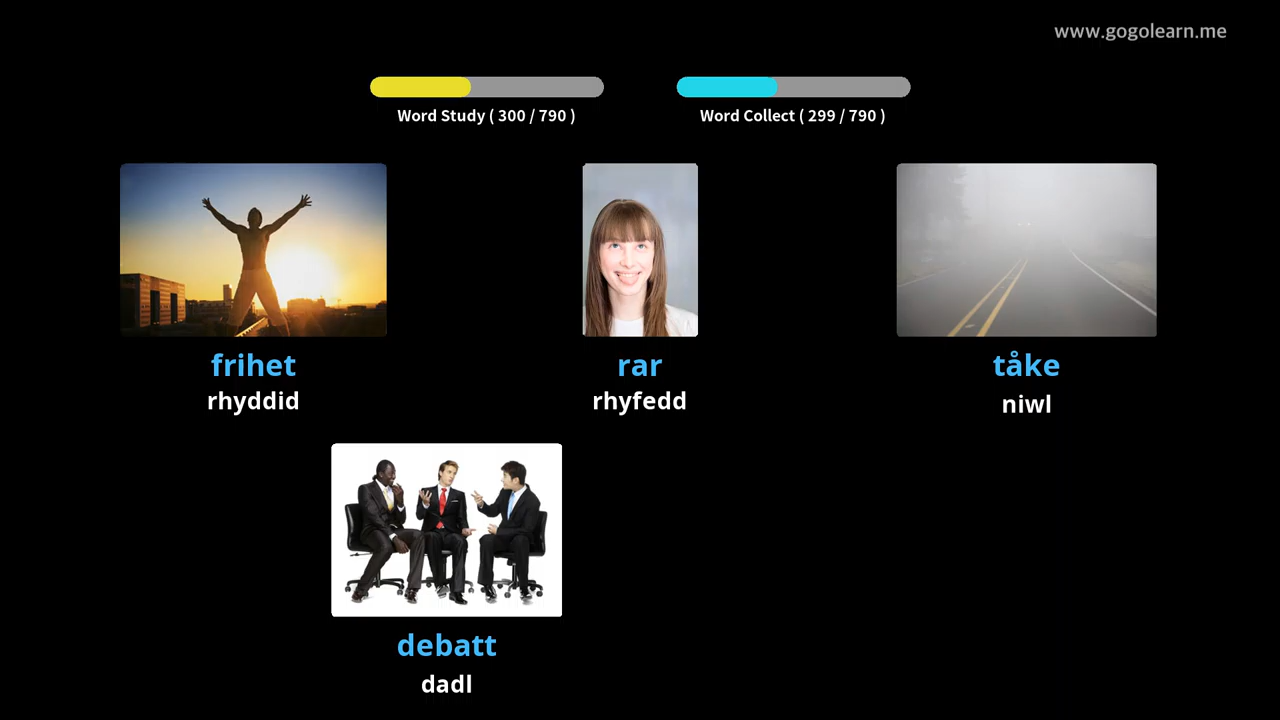 www.gogolearn.me
Word Study ( 300 / 790 )
Word Collect ( 299 / 790 )
frihet
rhyddid
rar
rhyfedd
tåke
niwl
debatt
dadl